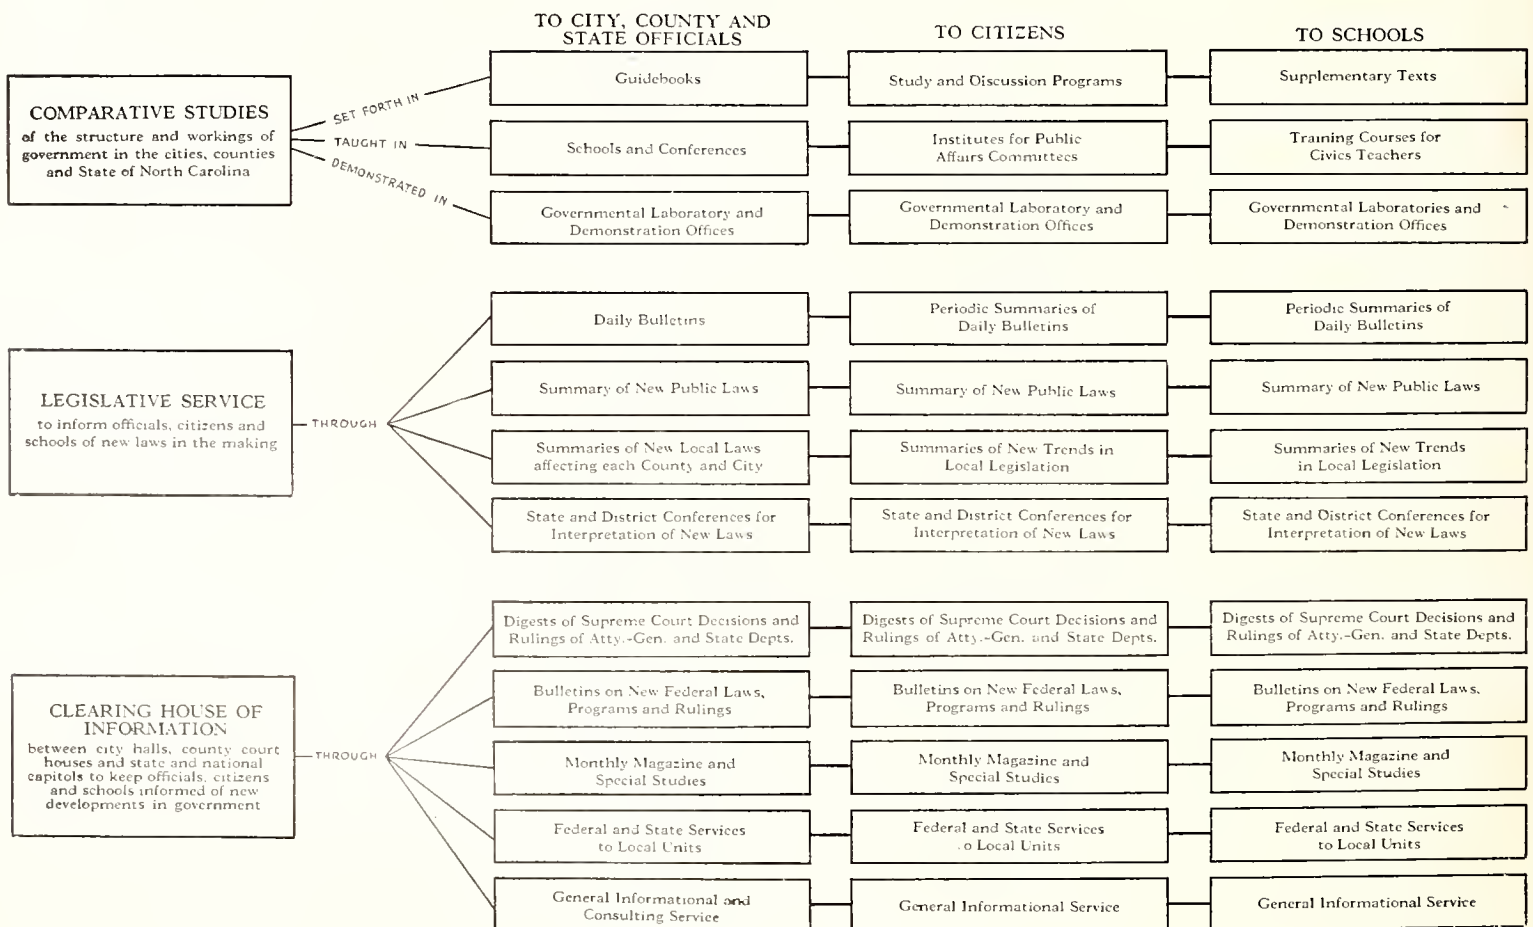 TO CITY, COUNTY AND
STATE OFFICIALS
TO CITIZENS
TO SCHOOLS
COMPARATIVE STUDIES
of the structure and workings of
government in the cities, counties
and State of North Carolina
SET FORTH IN
TAUGHT IN
DEMONSTRATED IN
Guidebooks
Study and Discussion Programs
Supplementary Texts
Schools and Conferences
Institutes for Public
Affairs Committees
Training Courses for
Civics Teachers
Governmental Laboratory and
Demonstration Offices
Governmental Laboratory and
Demonstration Offices
Governmental Laboratories and
Demonstration Offices
LEGISLATIVE SERVICE
to inform officials, citizens and
schools of new laws in the making
THROUGH
Daily Bulletins
Periodic Summaries of
Daily Bulletins
Periodic Summaries of
Daily Bulletins
Summary of New Public Laws
Summary of New Public Laws
Summary of New Public Laws
Summaries of New Local Laws
affecting each County and City
Summaries of New Trends in
Local Legislation
Summaries of New Trends
in Local Legislation
State and District Conferences for
Interpretation of New Laws
State and District Conferences for
Interpretation of New Laws
State and District Conferences for
Interpretation of New Laws
CLEARING HOUSE OF
INFORMATION
between city halls, county court
houses and state and national
capitols to keep officials, citizens
and schools informed of new
developments in government
THROUGH
Digests of Supreme Court Decisions and
Rulings of Atty.-Gen. and State Depts.
Digests of Supreme Court Decisions and
Rulings of Atty.-Gen. and State Depts.
Digests of Supreme Court Decisions and
Rulings of Atty.-Gen. and State Depts.
Bulletins on New Federal Laws,
Programs and Rulings
Bulletins on New Federal Laws,
Programs and Rulings
Bulletins on New Federal Laws,
Programs and Rulings
Monthly Magazine and
Special Studies
Monthly Magazine and
Special Studies
Monthly Magazine and
Special Studies
Federal and State Services
to Local Units
Federal and State Services
to Local Units
Federal and State Services
to Local Units
General Informational and
Consulting Service
General Informational Service
General Informational Service